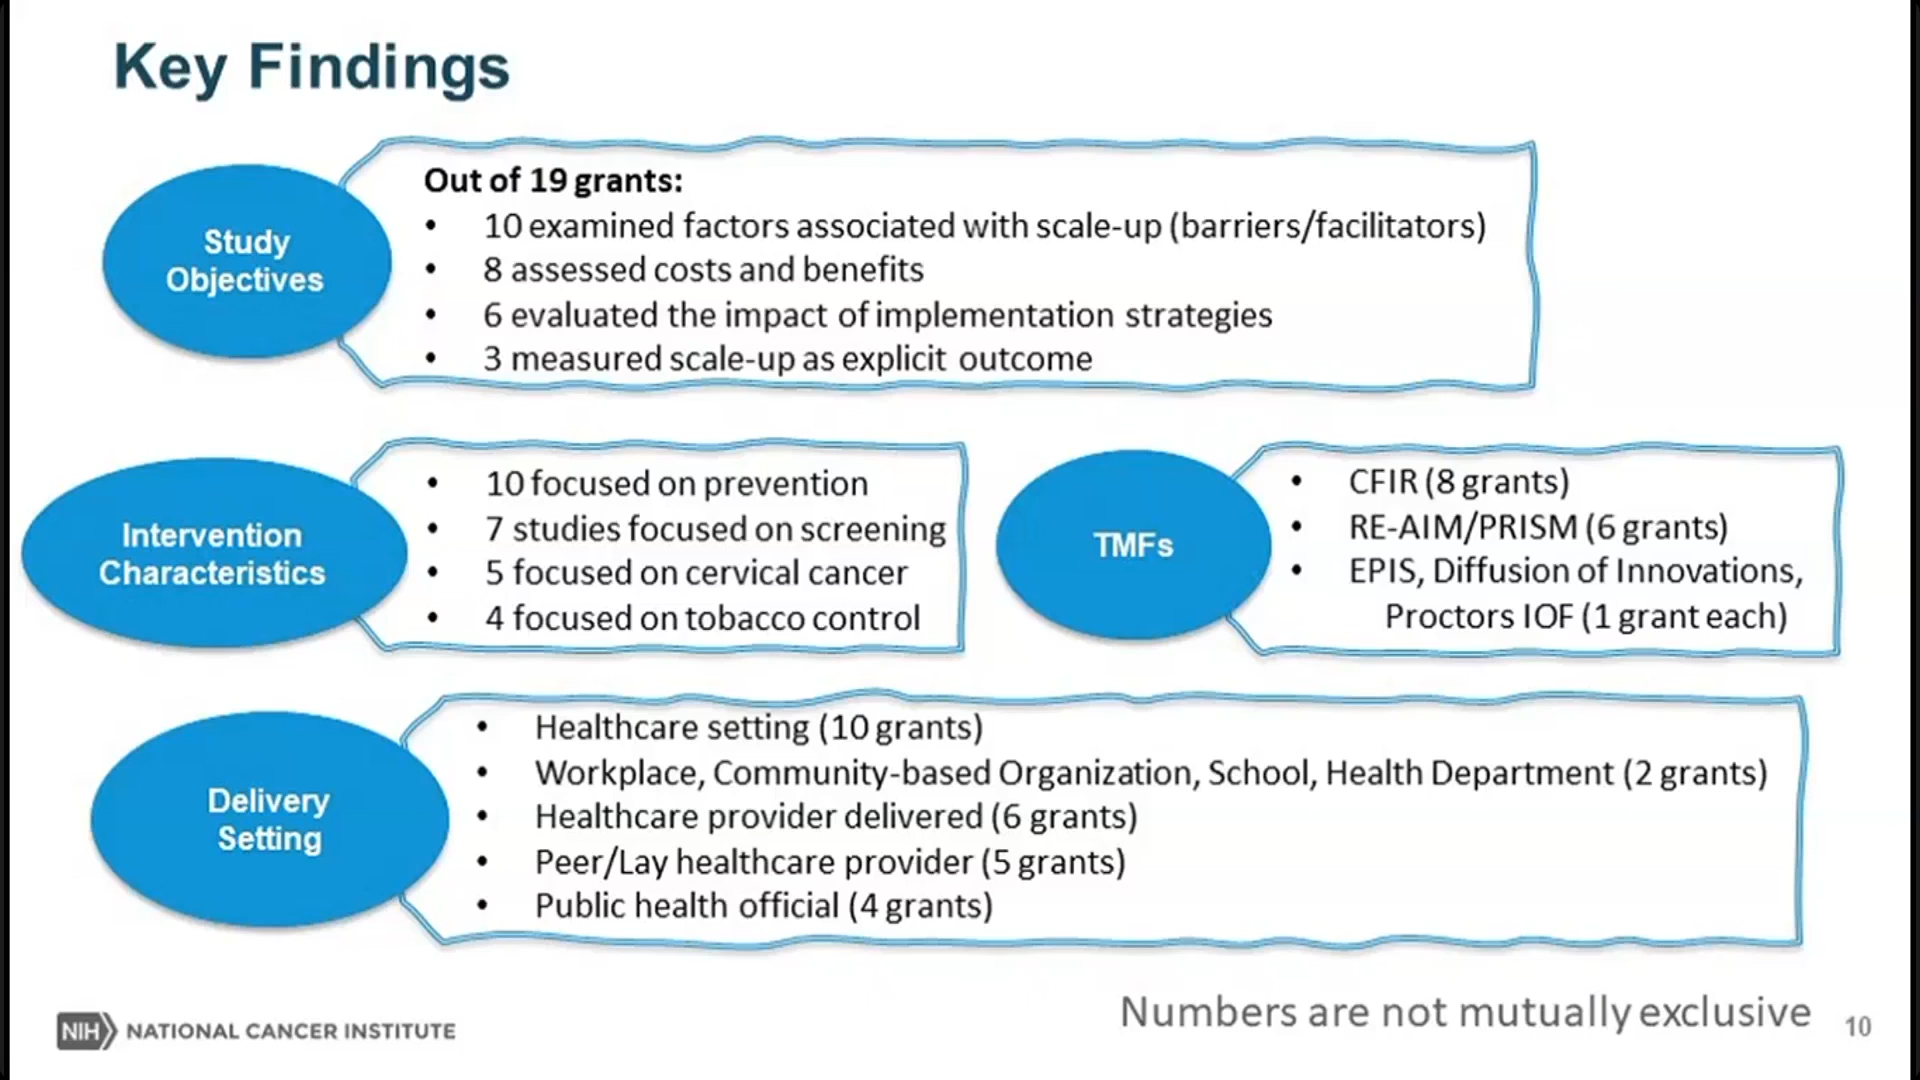 Key Findings
Study
Objectives
Out of 19 grants:
• 10 examined factors associated with scale-up (barriers/facilitators)
• 8 assessed costs and benefits
• 6 evaluated the impact of implementation strategies
• 3 measured scale-up as explicit outcome
Intervention
Characteristics
• 10 focused on prevention
• 7 studies focused on screening
• 5 focused on cervical cancer
• 4 focused on tobacco control
TMFs
• CFIR (8 grants)
• RE-AIM/PRISM (6 grants)
• EPIS, Diffusion of Innovations,
Proctors IOF (1 grant each)
Delivery
Setting
• Healthcare setting (10 grants)
• Workplace, Community-based Organization, School, Health Department (2 grants)
• Healthcare provider delivered (6 grants)
• Peer/Lay healthcare provider (5 grants)
• Public health official (4 grants)
Numbers are not mutually exclusive
NIH NATIONAL CANCER INSTITUTE
10